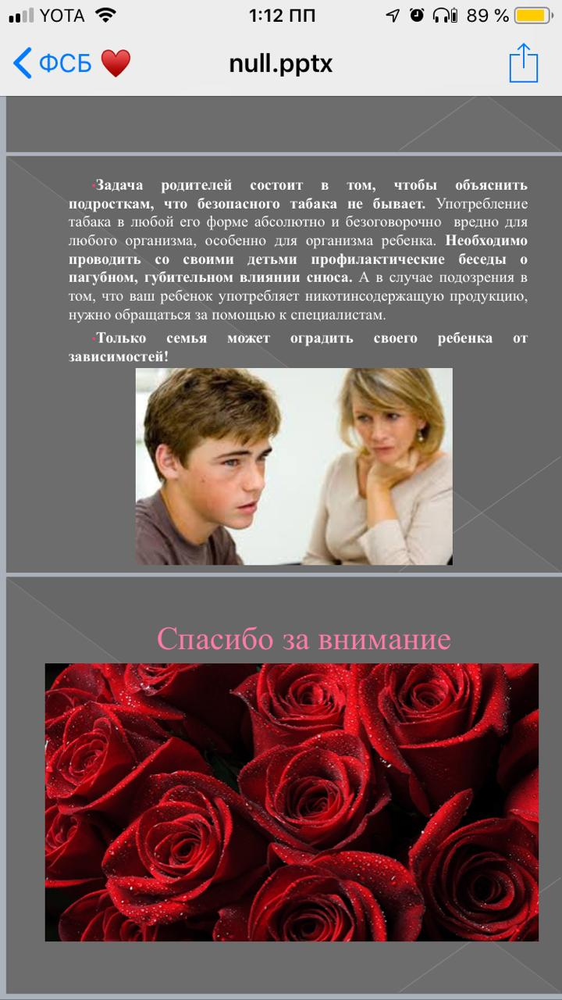 YOTA 1:12 ПП 89 %
ФСБ null.pptx
Задача родителей состоит в том, чтобы объяснить
подросткам, что безопасного табака не бывает. Употребление
табака в любой его форме абсолютно и безоговорочно вредно для
любого организма, особенно для организма ребенка. Необходимо
проводить со своими детьми профилактические беседы о
пагубном, губительном влиянии снюса. А в случае подозрения в
том, что ваш ребенок употребляет никотинсодержащую продукцию,
нужно обращаться за помощью к специалистам.
Только семья может оградить своего ребенка от
зависимостей!
Спасибо за внимание